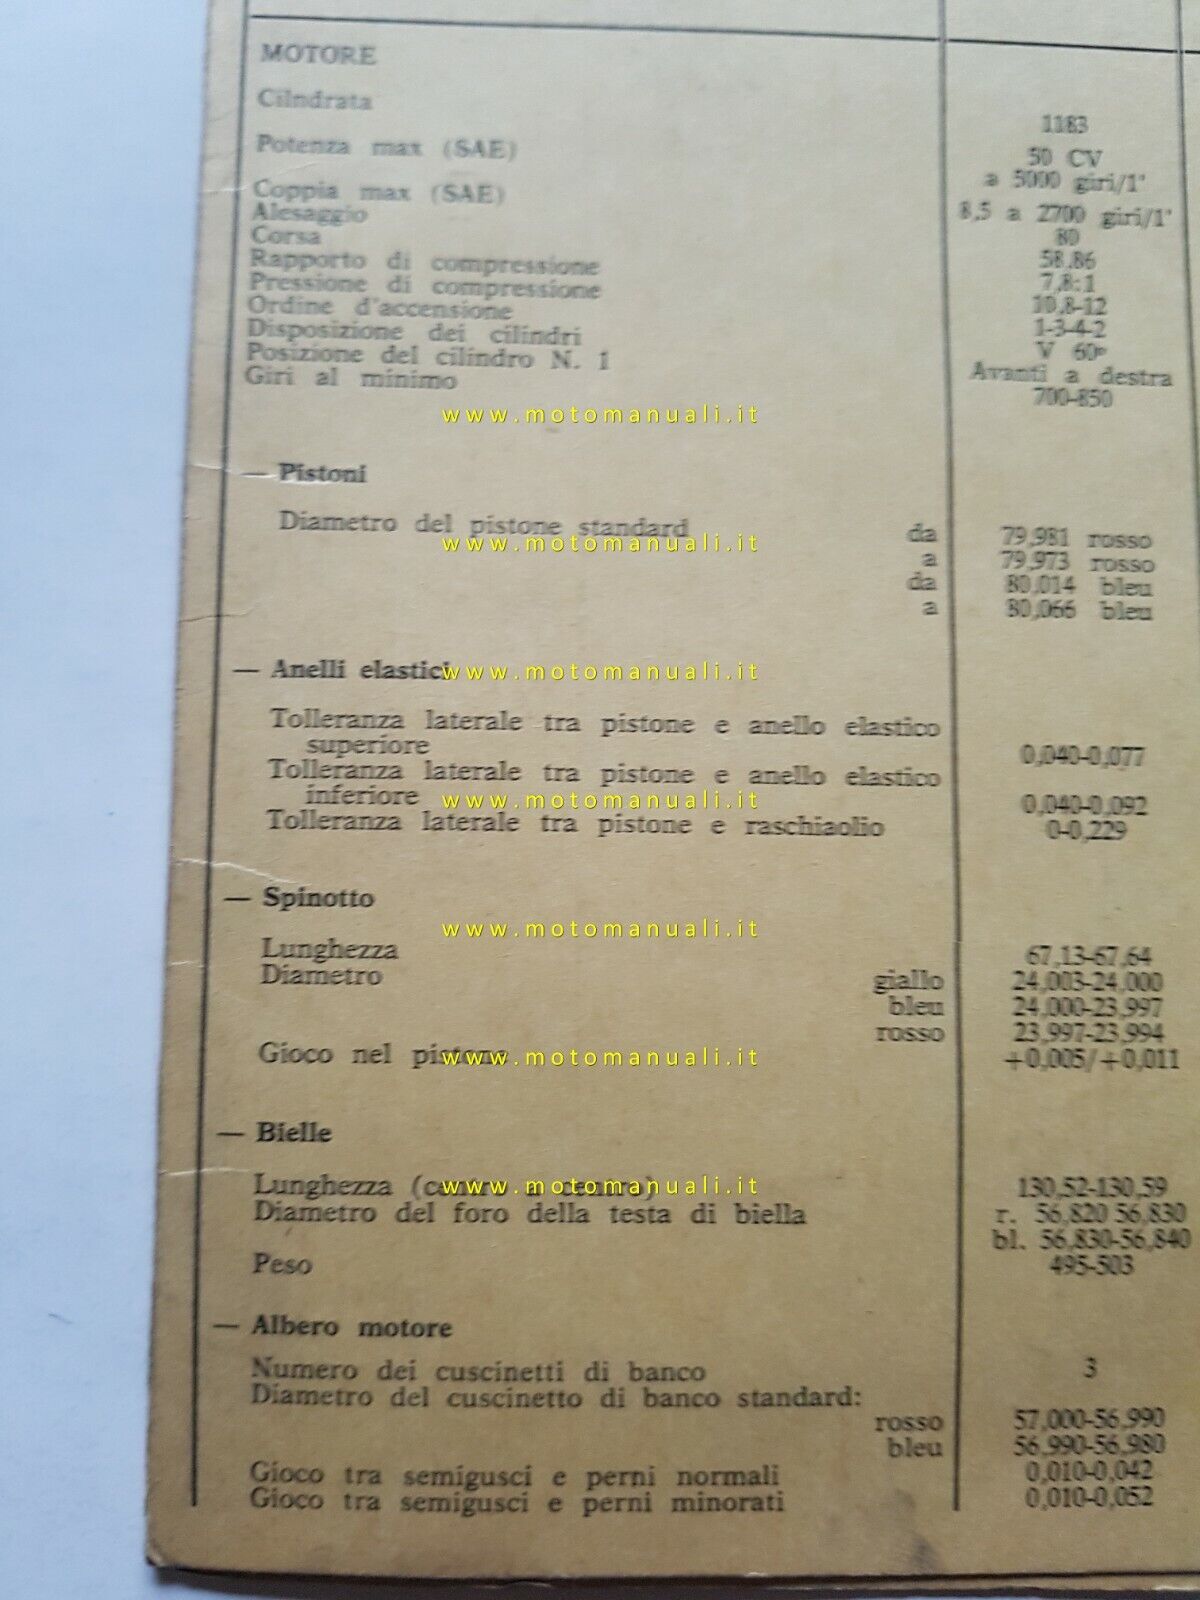 MOTORE
Cilndrata 1183
Potenza max (SAE) 50 CV
a 5000 giri/1'
Coppia max (SAE) 8,5 a 2700 giri/1'
Alesaggio 80
Corsa 58,86
Rapporto di compressione 7,8:1
Pressione di compressione 10,8-12
Ordine d'accensione 1-3-4-2
Disposizione dei cilindri V 60º
Posizione del cilindro N. 1 Avanti a destra
Giri al minimo 700-850
www.motomanuali.it
— Pistoni
Diametro del pistone standard da 79,981 rosso
www.motomanuali.it
a 79,973 rosso
da 80,014 bleu
a 80,066 bleu
— Anelli elastici
www.motomanuali.it
Tolleranza laterale tra pistone e anello elastico
superiore 0,040-0,077
Tolleranza laterale tra pistone e anello elastico
inferiore 0,040-0,092
www.motomanuali.it
Tolleranza laterale tra pistone e raschiaolio 0-0,229
— Spinotto
www.motomanuali.it
Lunghezza 67,13-67,64
Diametro giallo 24,003-24,000
bleu 24,000-23,997
rosso 23,997-23,994
Gioco nel pistone +0,005/+0,011
www.motomanuali.it
— Bielle
Lunghezza (centro a centro) 130,52-130,59
www.motomanuali.it
Diametro del foro della testa di biella r. 56,820 56,830
bl. 56,830-56,840
Peso 495-503
— Albero motore
Numero dei cuscinetti di banco 3
Diametro del cuscinetto di banco standard:
rosso 57,000-56,990
bleu 56,990-56,980
Gioco tra semigusci e perni normali 0,010-0,042
Gioco tra semigusci e perni minorati 0,010-0,052